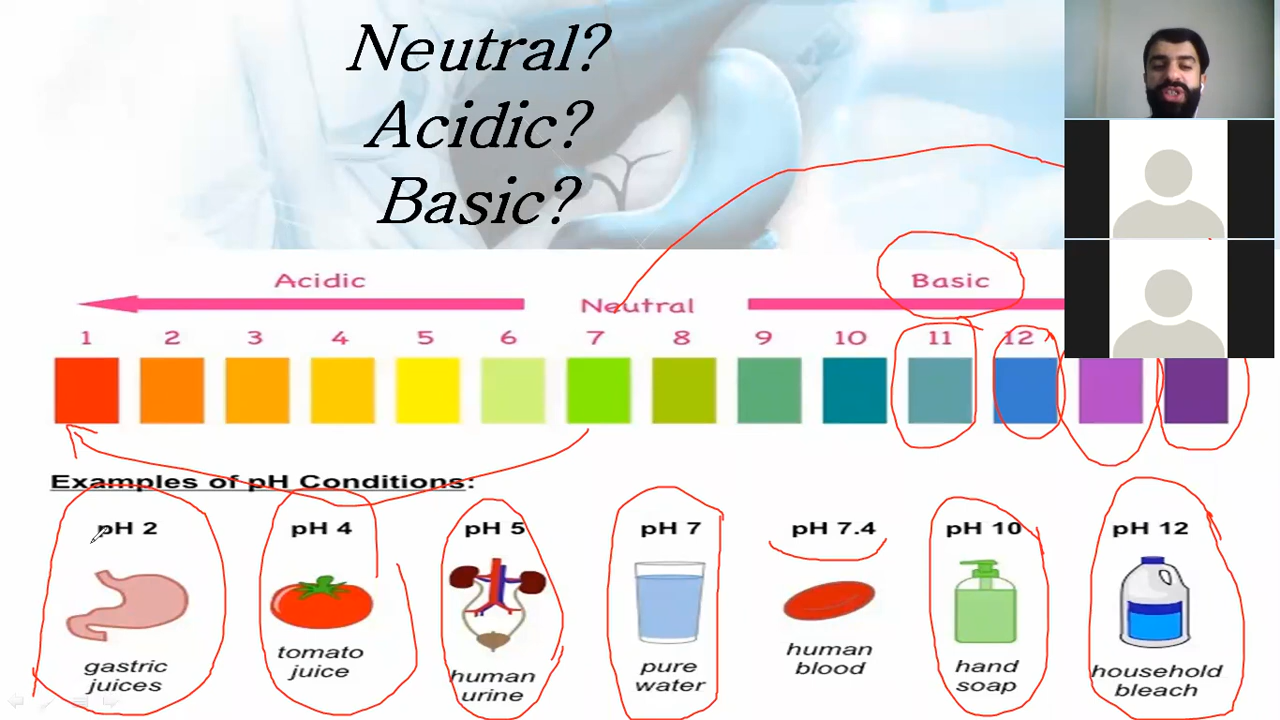 Neutral?
Acidic?
Basic?
Acidic
Neutral
Basic
1 2 3 4 5 6 7 8 9 10 11 12
Examples of pH Conditions:
pH 2 pH 4 pH 5 pH 7 pH 7.4 pH 10 pH 12
gastric
juices
tomato
juice
human
urine
pure
water
human
blood
hand
soap
household
bleach